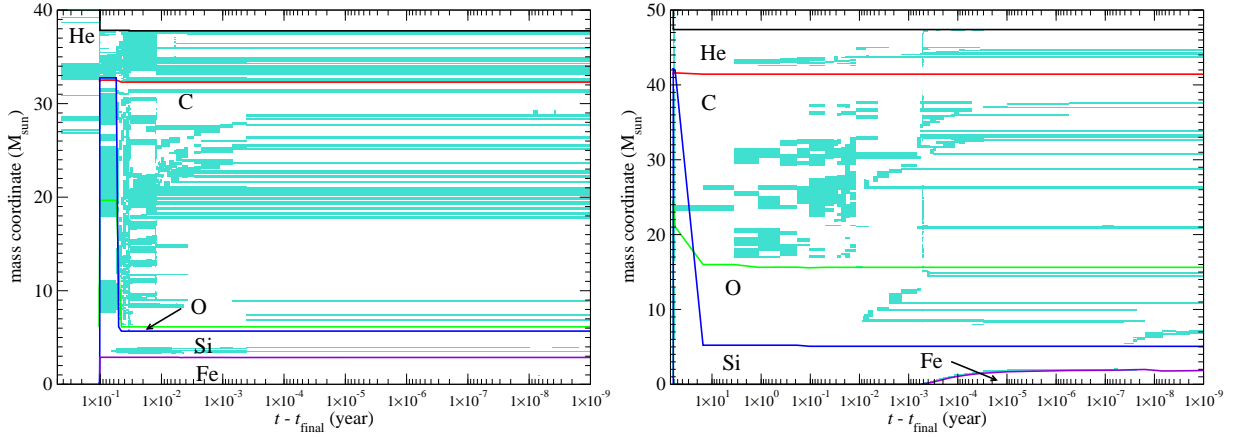 He
C
O
Si
Fe
40
30
20
10
0
mass coordinate (M_sun)
1×10^-1 1×10^-2 1×10^-3 1×10^-4 1×10^-5 1×10^-6 1×10^-7 1×10^-8 1×10^-9
t - t_final (year)
He
C
O
Si
Fe
50
40
30
20
10
0
mass coordinate (M_sun)
1×10^1 1×10^0 1×10^-1 1×10^-2 1×10^-3 1×10^-4 1×10^-5 1×10^-6 1×10^-7 1×10^-8 1×10^-9
t - t_final (year)